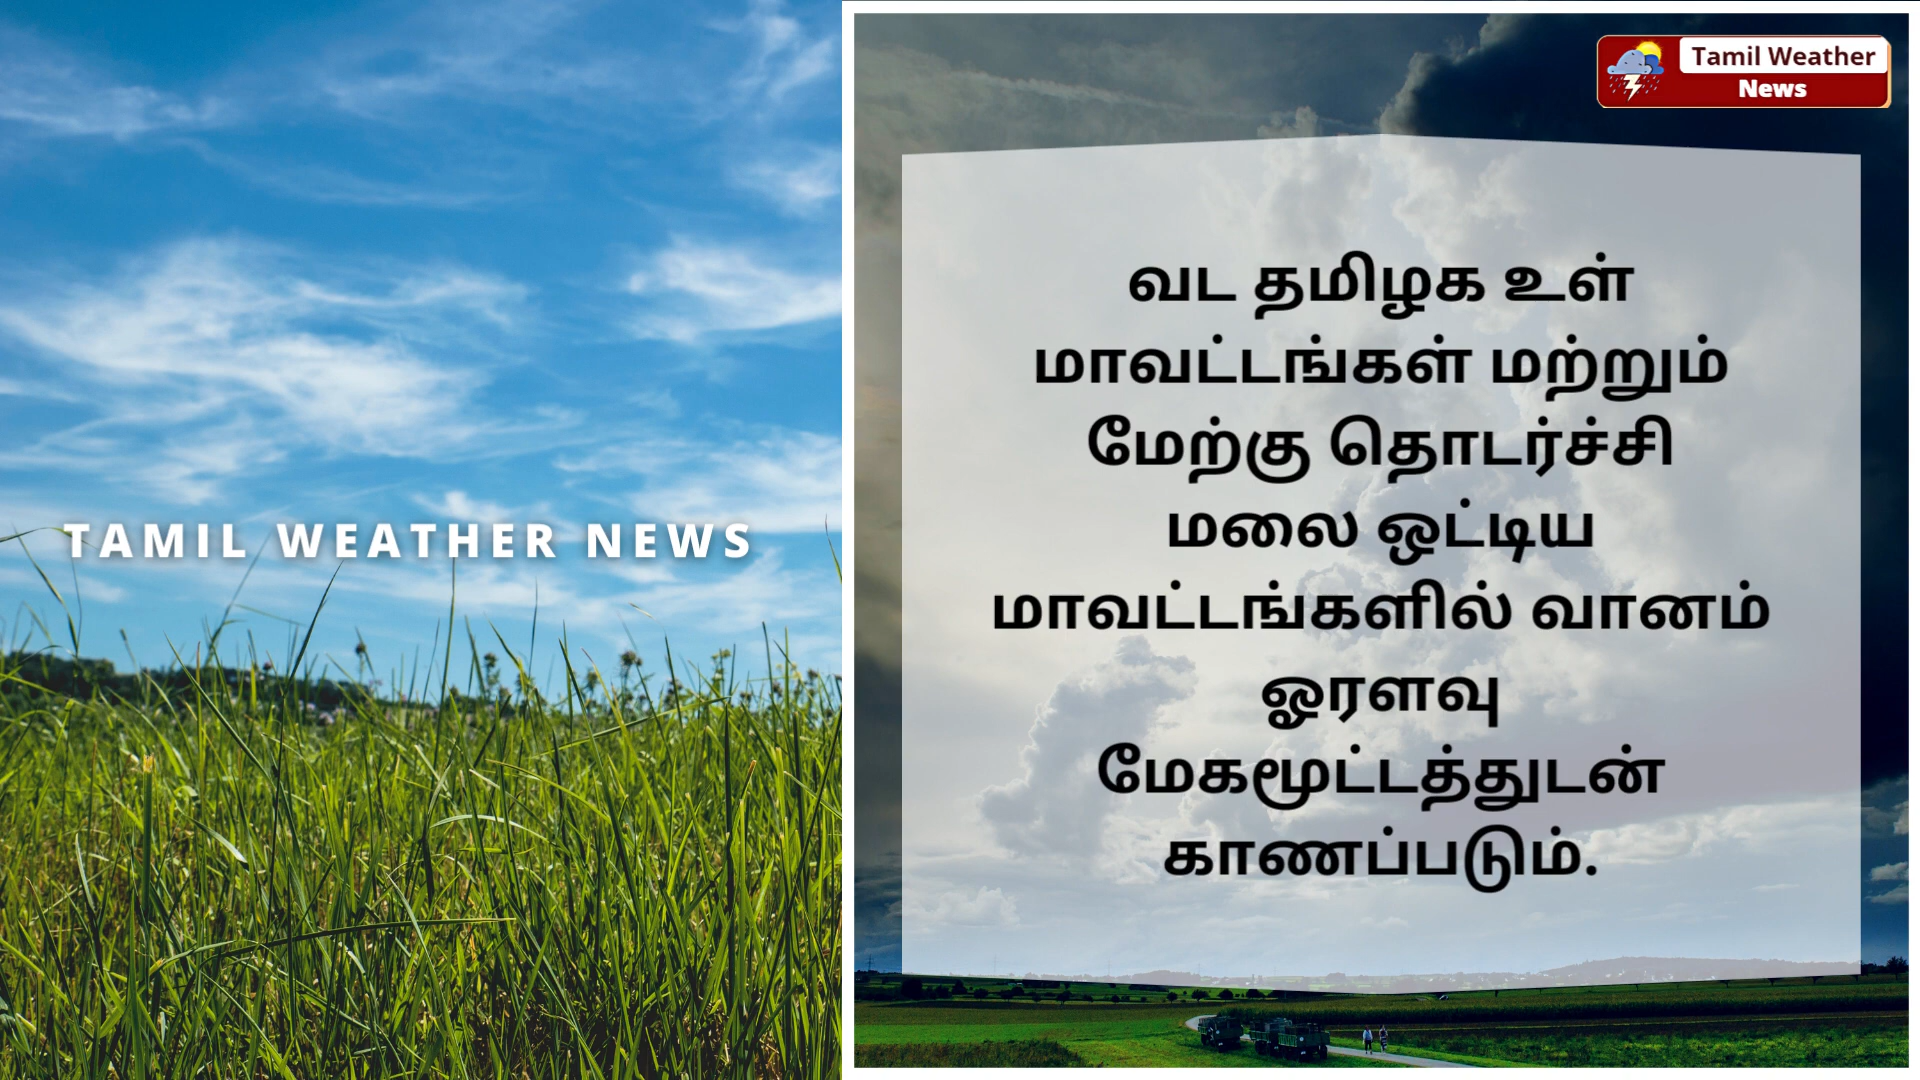 TAMIL WEATHER NEWS
Tamil Weather
News
வட தமிழக உள்
மாவட்டங்கள் மற்றும்
மேற்கு தொடர்ச்சி
மலை ஒட்டிய
மாவட்டங்களில் வானம்
ஓரளவு
மேகமூட்டத்துடன்
காணப்படும்.